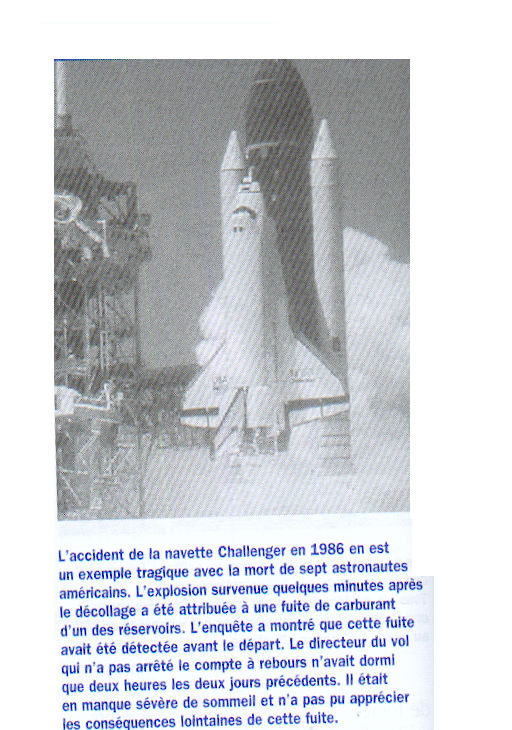 L'accident de la navette Challenger en 1986 en est
un exemple tragique avec la mort de sept astronautes
américains. L'explosion survenue quelques minutes après
le décollage a été attribuée à une fuite de carburant
d'un des réservoirs. L'enquête a montré que cette fuite
avait été détectée avant le départ. Le directeur du vol
qui n'a pas arrêté le compte à rebours n'avait dormi
que deux heures les deux jours précédents. Il était
en manque sévère de sommeil et n'a pas pu apprécier
les conséquences lointaines de cette fuite.